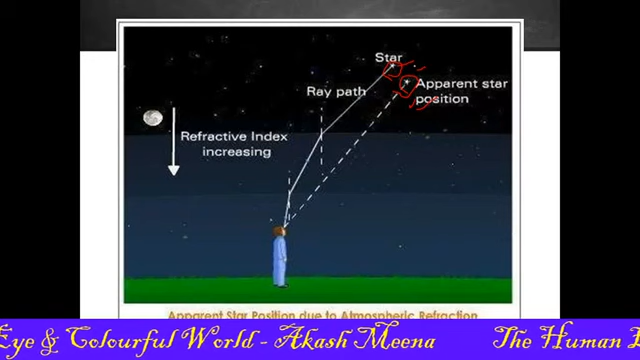 Star
Apparent star
position
Ray path
Refractive Index
increasing
Apparent Star Position due to Atmospheric Refraction
Eye & Colourful World - Akash Meena The Human